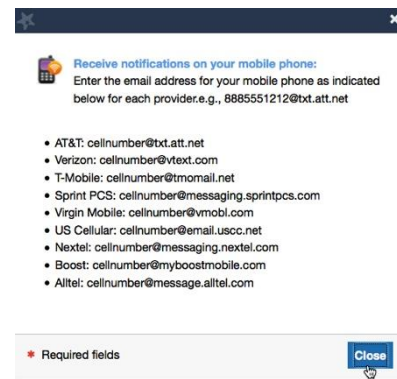 Receive notifications on your mobile phone:
Enter the email address for your mobile phone as indicated
below for each provider.e.g., 8885551212@txt.att.net
• AT&T: cellnumber@txt.att.net
• Verizon: cellnumber@vtext.com
• T-Mobile: cellnumber@tmomail.net
• Sprint PCS: cellnumber@messaging.sprintpcs.com
• Virgin Mobile: cellnumber@vmobl.com
• US Cellular: cellnumber@email.uscc.net
• Nextel: cellnumber@messaging.nextel.com
• Boost: cellnumber@myboostmobile.com
• Alltel: cellnumber@message.alltel.com
* Required fields
Close